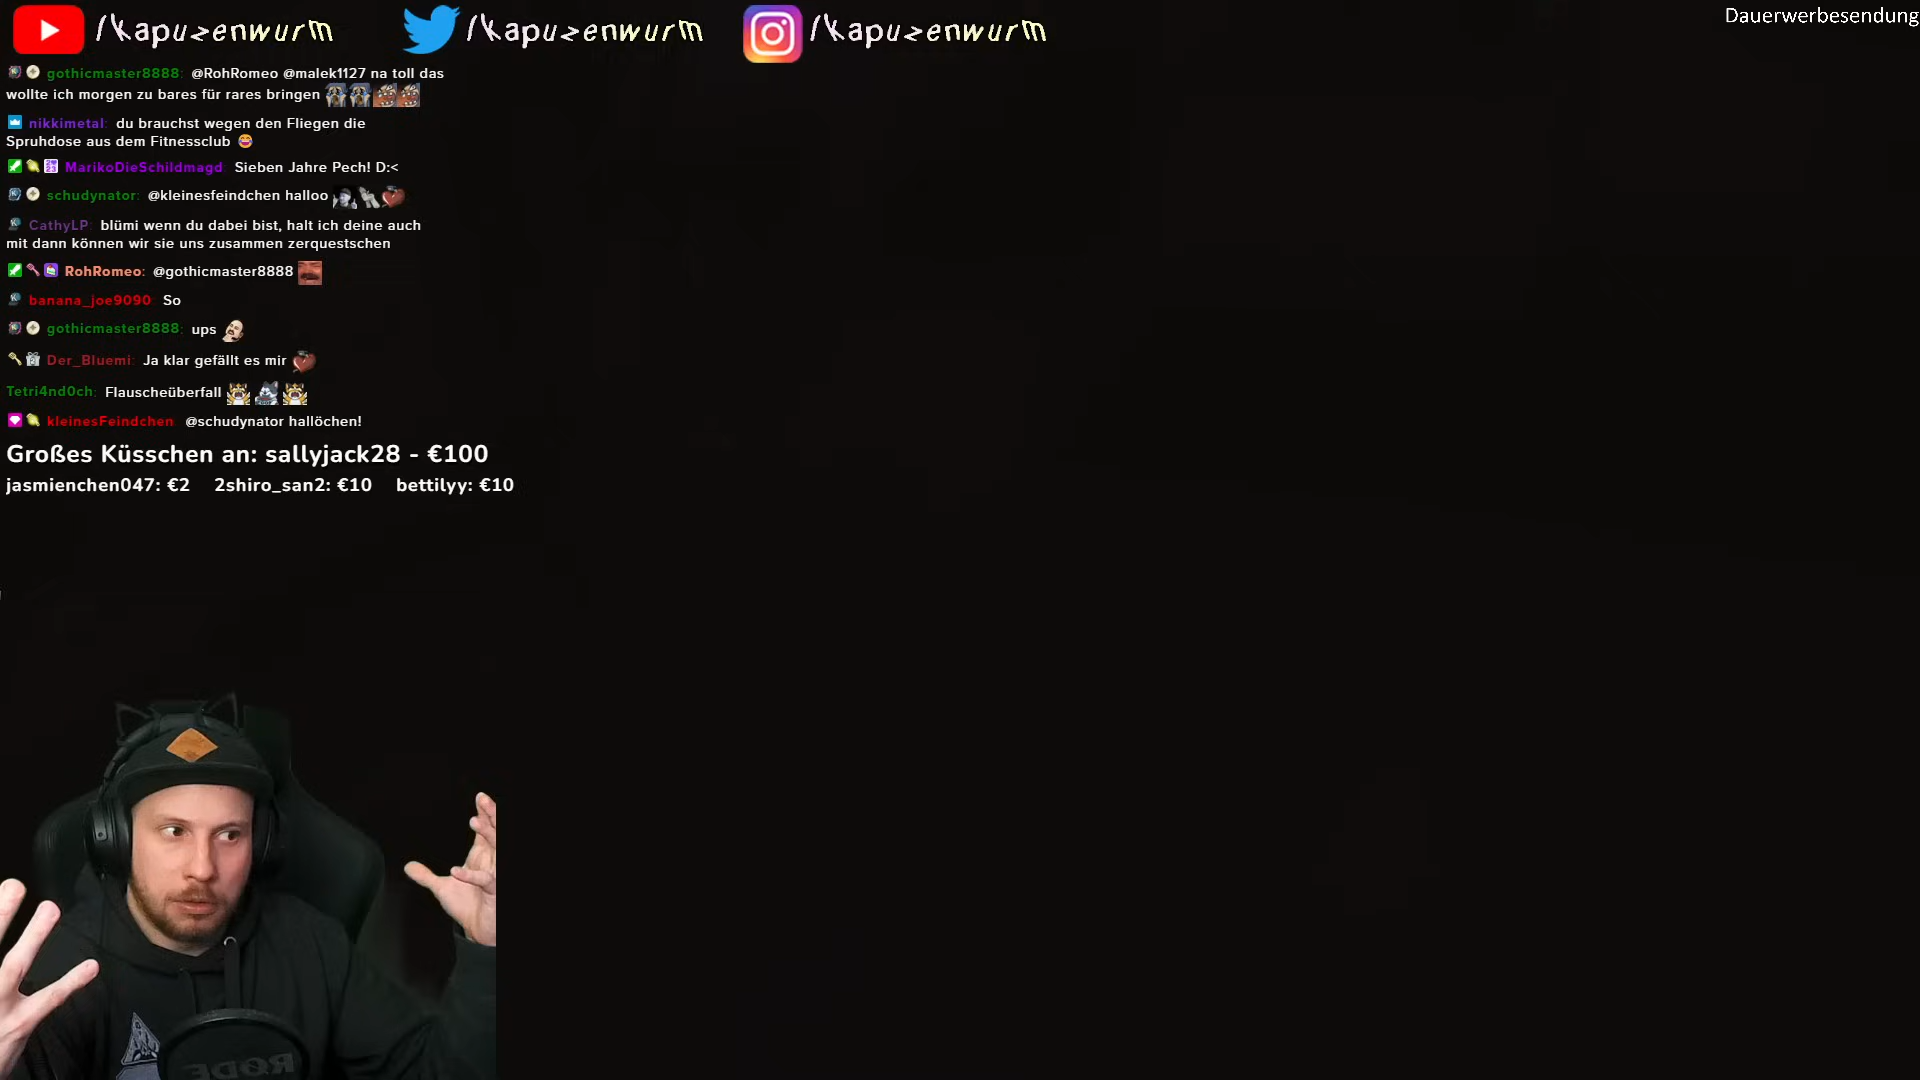 /kapuzenwurm /kapuzenwurm /kapuzenwurm
Dauerwerbesendung
gothicmaster8888: @RohRomeo @malek1127 na toll das
wollte ich morgen zu bares für rares bringen
nikkimetal: du brauchst wegen den Fliegen die
Spruhdose aus dem Fitnessclub
MarikoDieSchildmagd: Sieben Jahre Pech! D:<
schudynator: @kleinesfeindchen halloo
CathyLP: blümi wenn du dabei bist, halt ich deine auch
mit dann können wir sie uns zusammen zerquestschen
RohRomeo: @gothicmaster8888
banana_joe9090: So
gothicmaster8888: ups
Der_Bluemi: Ja klar gefällt es mir
Tetri4nd0ch: Flauscheüberfall
kleinesFeindchen: @schudynator hallöchen!
Großes Küsschen an: sallyjack28 - €100
jasmienchen047: €2 2shiro_san2: €10 bettilyy: €10
RØDE